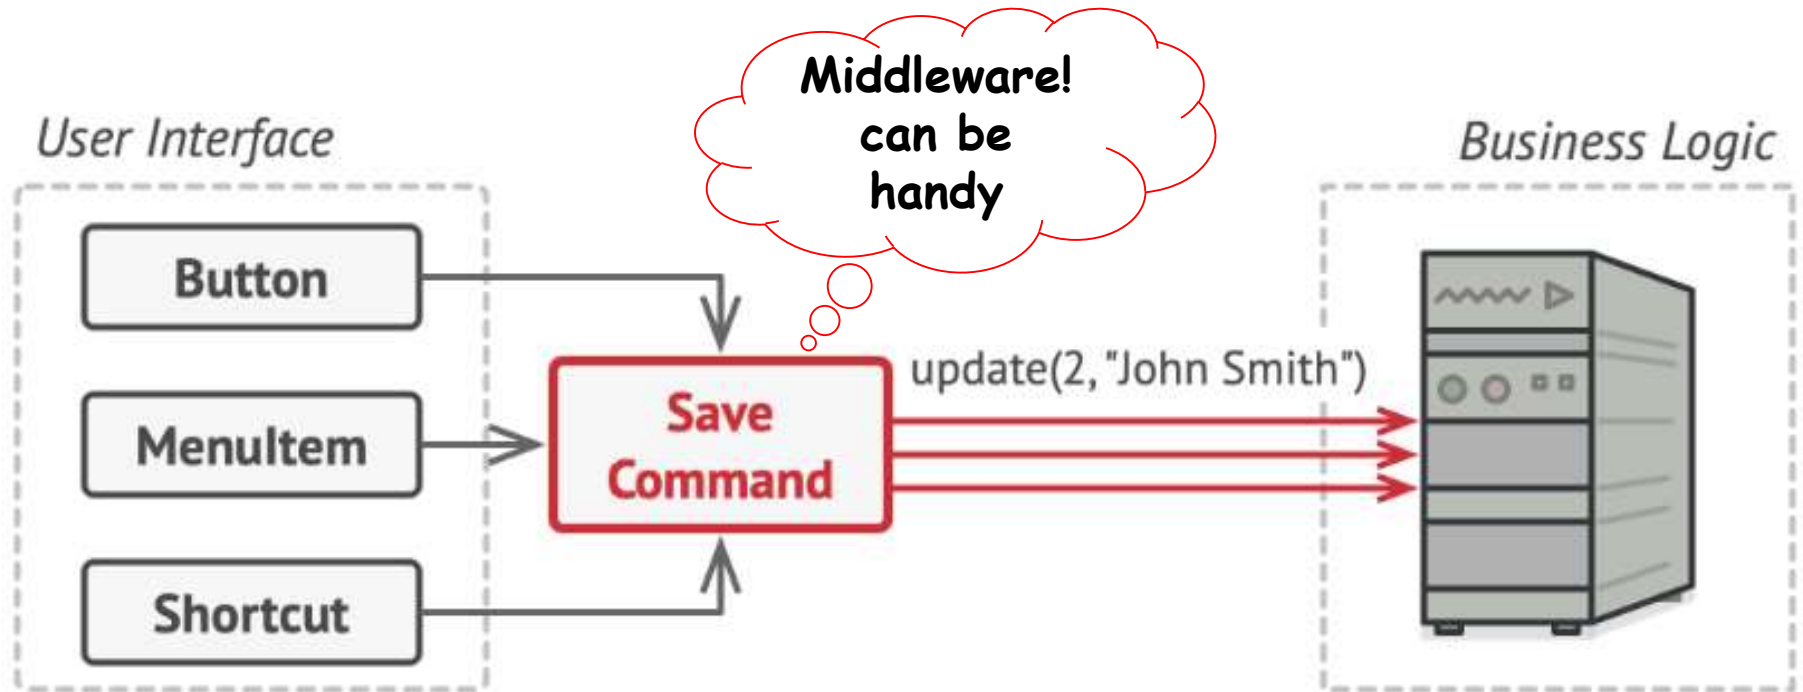 Middleware!
can be
handy
User Interface
Business Logic
Button
MenuItem
Shortcut
Save
Command
update(2, "John Smith")